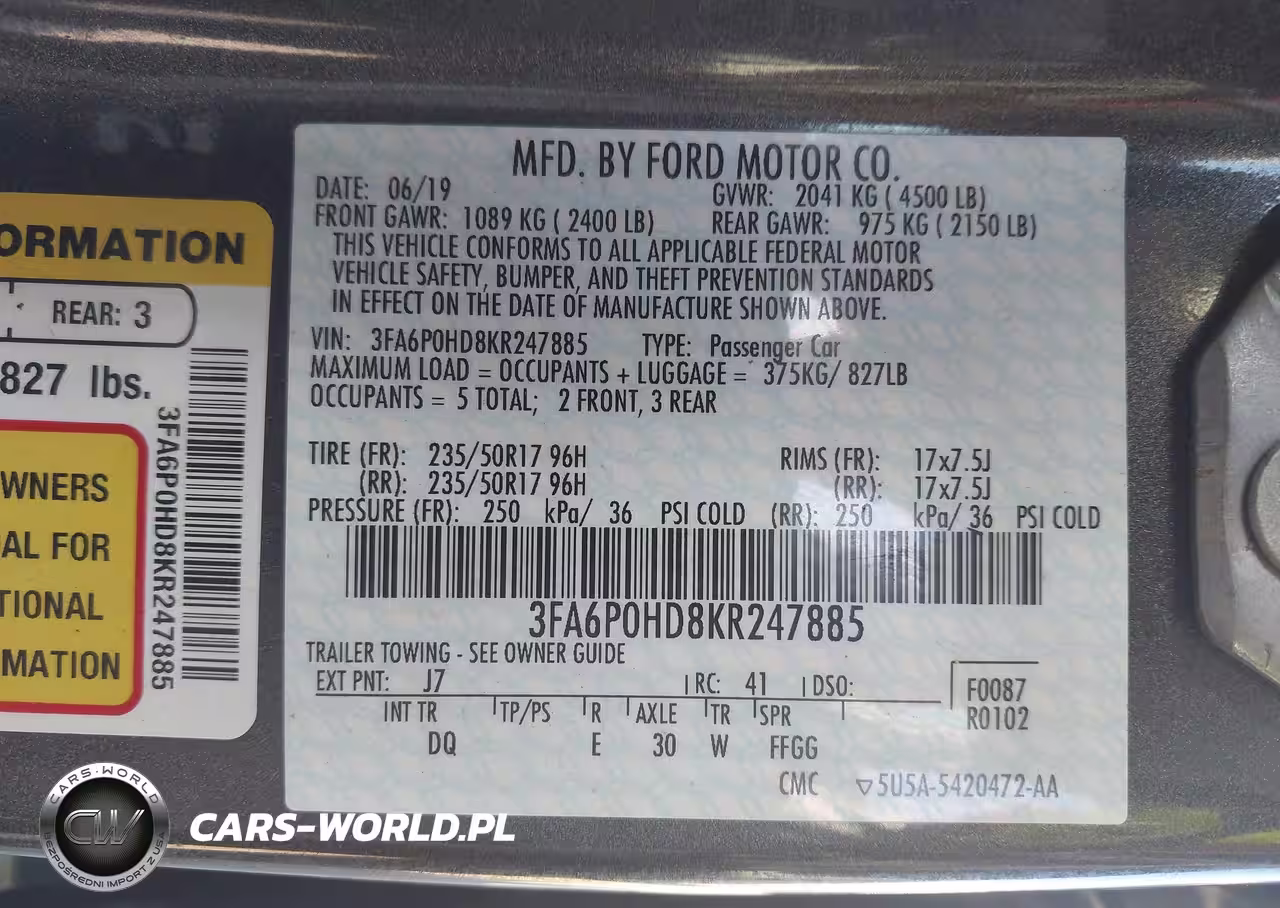 ORMATION
REAR: 3
827 lbs.
3FA6P0HD8KR247885
WNERS
AL FOR
TIONAL
MATION
MFD. BY FORD MOTOR CO.
DATE: 06/19 GVWR: 2041 KG ( 4500 LB)
FRONT GAWR: 1089 KG ( 2400 LB) REAR GAWR: 975 KG ( 2150 LB)
THIS VEHICLE CONFORMS TO ALL APPLICABLE FEDERAL MOTOR
VEHICLE SAFETY, BUMPER, AND THEFT PREVENTION STANDARDS
IN EFFECT ON THE DATE OF MANUFACTURE SHOWN ABOVE.
VIN: 3FA6P0HD8KR247885 TYPE: Passenger Car
MAXIMUM LOAD = OCCUPANTS + LUGGAGE = 375KG/ 827LB
OCCUPANTS = 5 TOTAL; 2 FRONT, 3 REAR
TIRE (FR): 235/50R17 96H RIMS (FR): 17x7.5J
(RR): 235/50R17 96H (RR): 17x7.5J
PRESSURE (FR): 250 kPa/ 36 PSI COLD (RR): 250 kPa/ 36 PSI COLD
3FA6P0HD8KR247885
TRAILER TOWING - SEE OWNER GUIDE
EXT PNT: J7 RC: 41 DSO: F0087
R0102
INT TR TP/PS R AXLE TR SPR
DQ E 30 W FFGG
CMC ▽5U5A-5420472-AA
CARS-WORLD
CW
BEZPOŚREDNI IMPORT Z USA
CARS-WORLD.PL